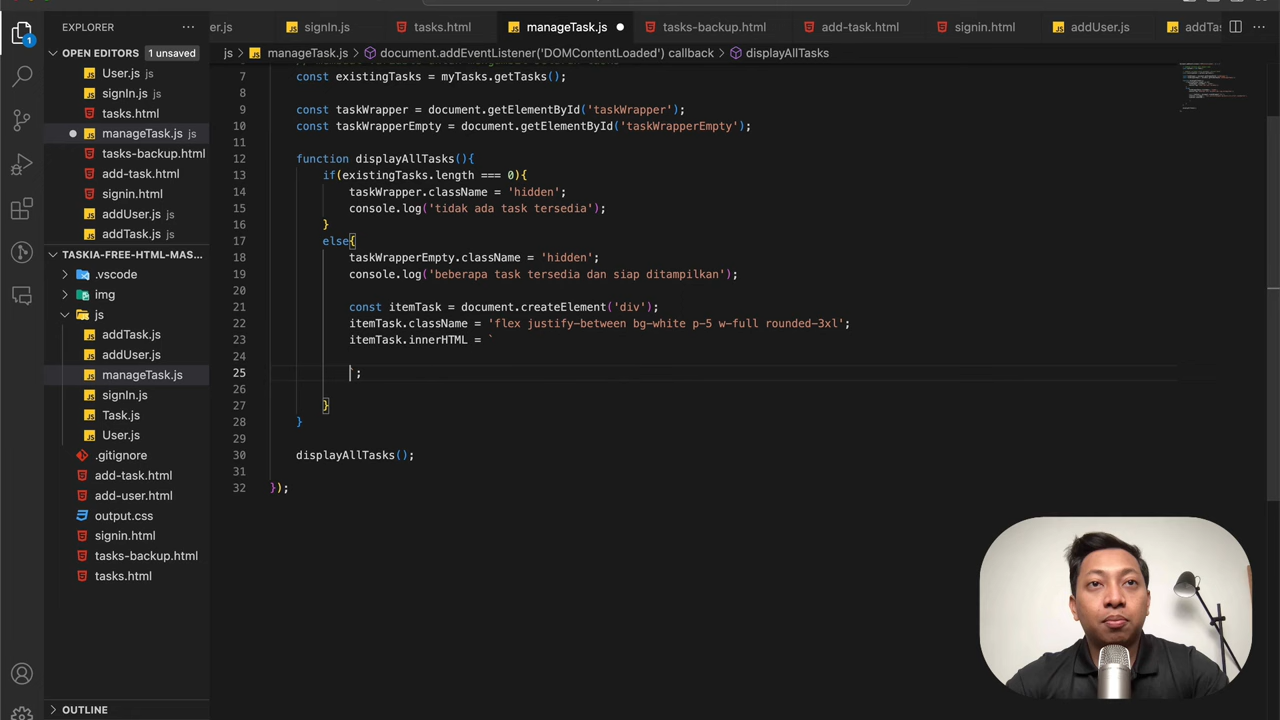 EXPLORER
OPEN EDITORS 1 unsaved
User.js js
signIn.js js
tasks.html
manageTask.js js
tasks-backup.html
add-task.html
signin.html
addUser.js js
addTask.js js
TASKIA-FREE-HTML-MAS...
.vscode
img
js
addTask.js
addUser.js
manageTask.js
signIn.js
Task.js
User.js
.gitignore
add-task.html
add-user.html
output.css
signin.html
tasks-backup.html
tasks.html
OUTLINE
er.js signIn.js tasks.html manageTask.js tasks-backup.html add-task.html signin.html addUser.js addTas
js > manageTask.js > document.addEventListener('DOMContentLoaded') callback > displayAllTasks
7 const existingTasks = myTasks.getTasks();
8
9 const taskWrapper = document.getElementById('taskWrapper');
10 const taskWrapperEmpty = document.getElementById('taskWrapperEmpty');
11
12 function displayAllTasks(){
13 if(existingTasks.length === 0){
14 taskWrapper.className = 'hidden';
15 console.log('tidak ada task tersedia');
16 }
17 else{
18 taskWrapperEmpty.className = 'hidden';
19 console.log('beberapa task tersedia dan siap ditampilkan');
20
21 const itemTask = document.createElement('div');
22 itemTask.className = 'flex justify-between bg-white p-5 w-full rounded-3xl';
23 itemTask.innerHTML = `
24
25 `;
26
27 }
28 }
29
30 displayAllTasks();
31
32 });